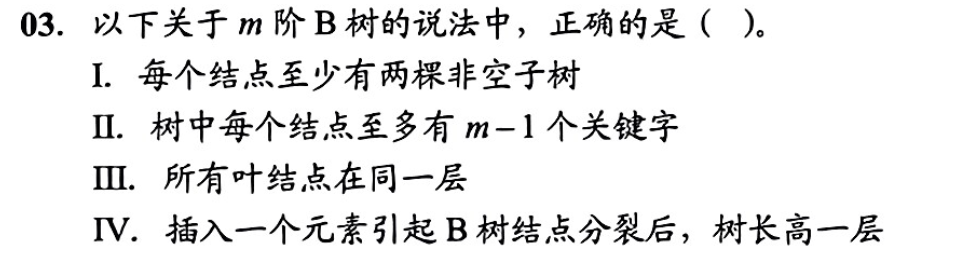 03. 以下关于 m 阶 B 树的说法中，正确的是（ ）。
I. 每个结点至少有两棵非空子树
II. 树中每个结点至多有 m－1 个关键字
III. 所有叶结点在同一层
IV. 插入一个元素引起 B 树结点分裂后，树长高一层